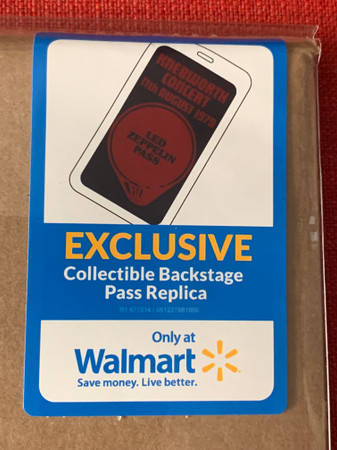 KNEBWORTH
CONCERT
11th AUGUST 1979
LED
ZEPPELIN
PASS
EXCLUSIVE
Collectible Backstage
Pass Replica
Only at
Walmart
Save money. Live better.